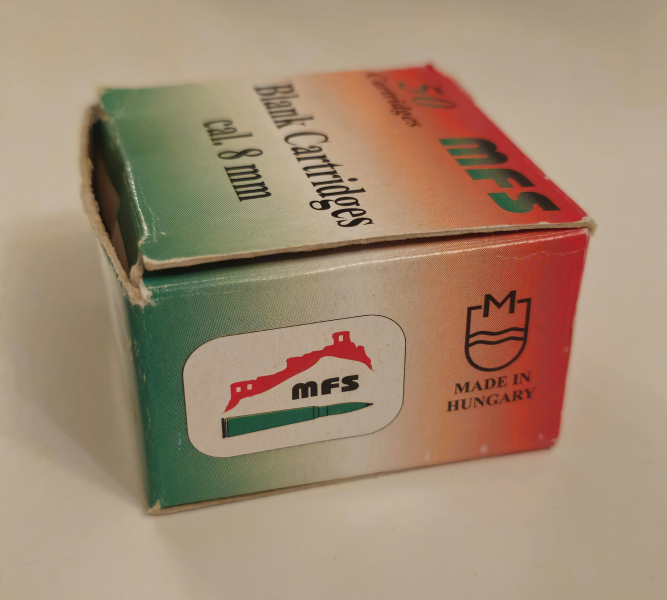 50
Cartridges
MFS
Blank Cartridges
cal. 8 mm
MFS
M
MADE IN
HUNGARY